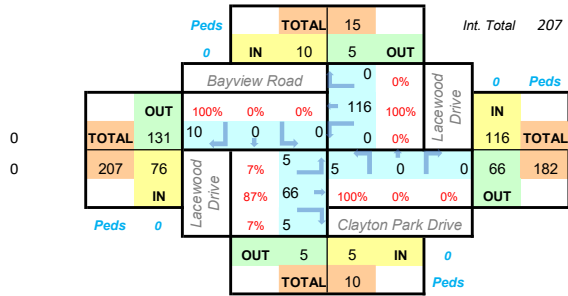 Peds TOTAL 15 Int. Total 207
0 IN 10 5 OUT
Bayview Road 0 0% Lacewood Drive 0 Peds
OUT 100% 0% 0% 116 100% IN
0 TOTAL 131 10 0 0 0 0% 116 TOTAL
0 207 76 Lacewood Drive 7% 5 5 0 0 66 182
IN 87% 66 100% 0% 0% OUT
Peds 0 7% 5 Clayton Park Drive
OUT 5 5 IN 0
TOTAL 10 Peds